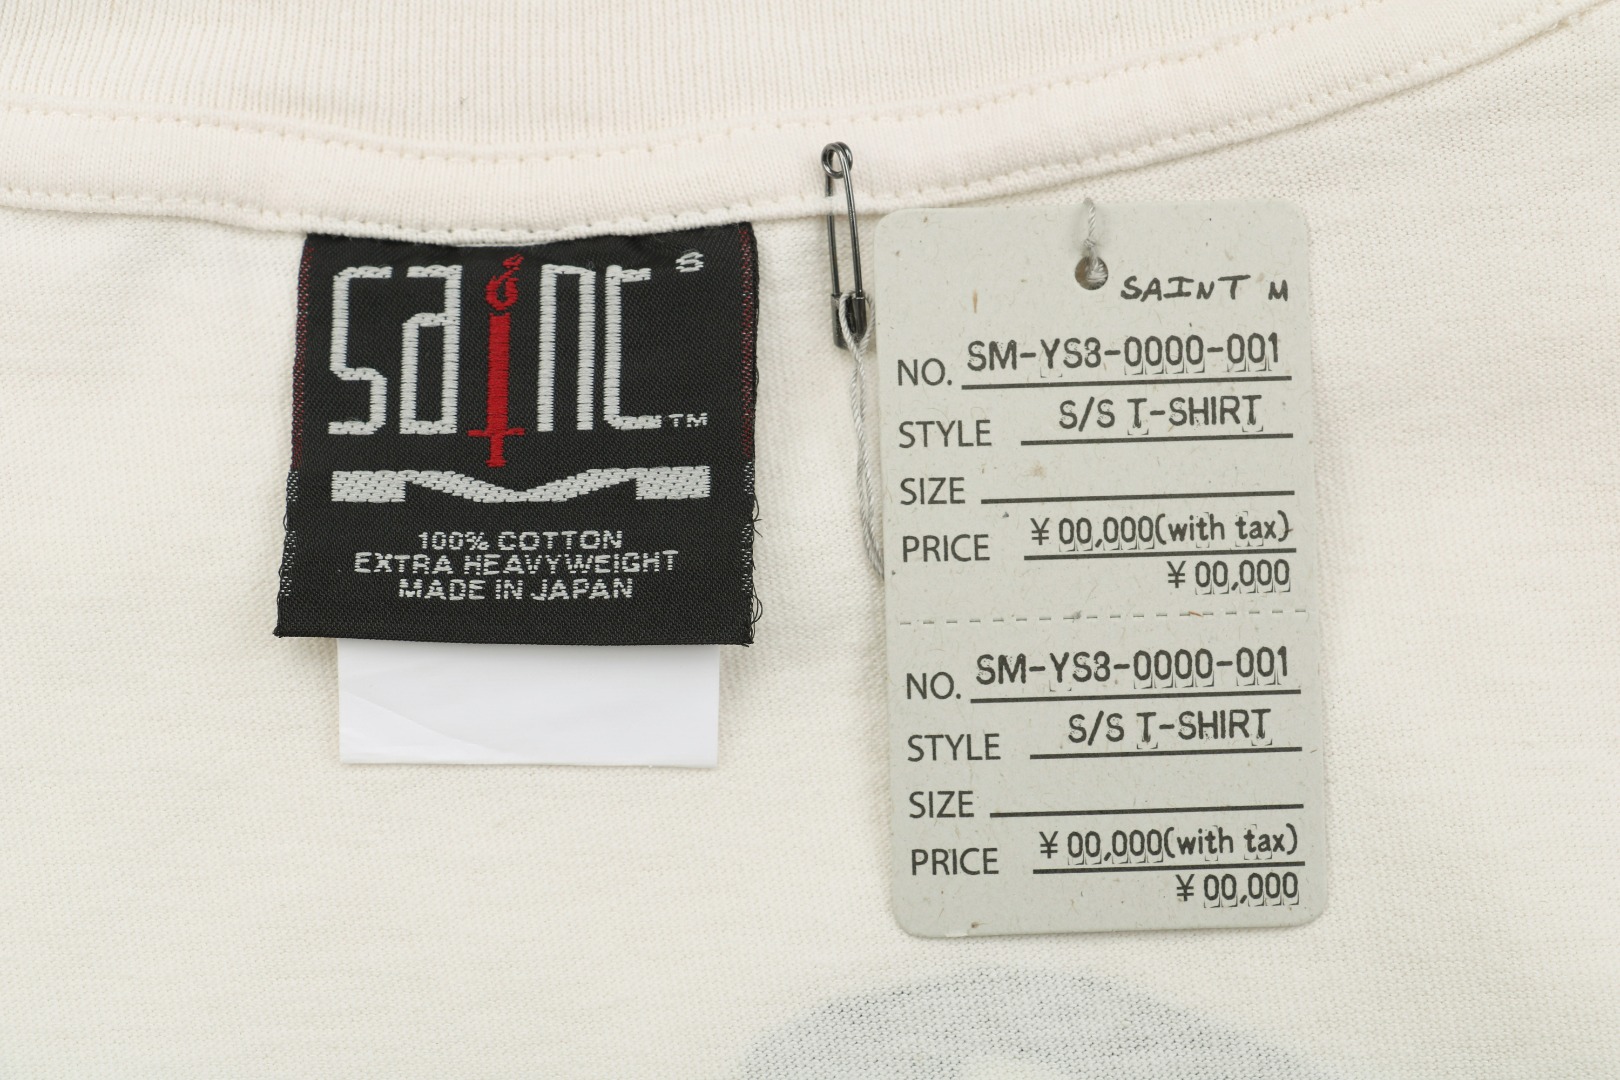 SAINT S
TM
M
100% COTTON
EXTRA HEAVYWEIGHT
MADE IN JAPAN
SAINT M
NO. SM-YS8-0000-001
STYLE S/S T-SHIRT
SIZE
PRICE ¥00,000(with tax)
¥00,000
NO. SM-YS8-0000-001
STYLE S/S T-SHIRT
SIZE
PRICE ¥00,000(with tax)
¥00,000